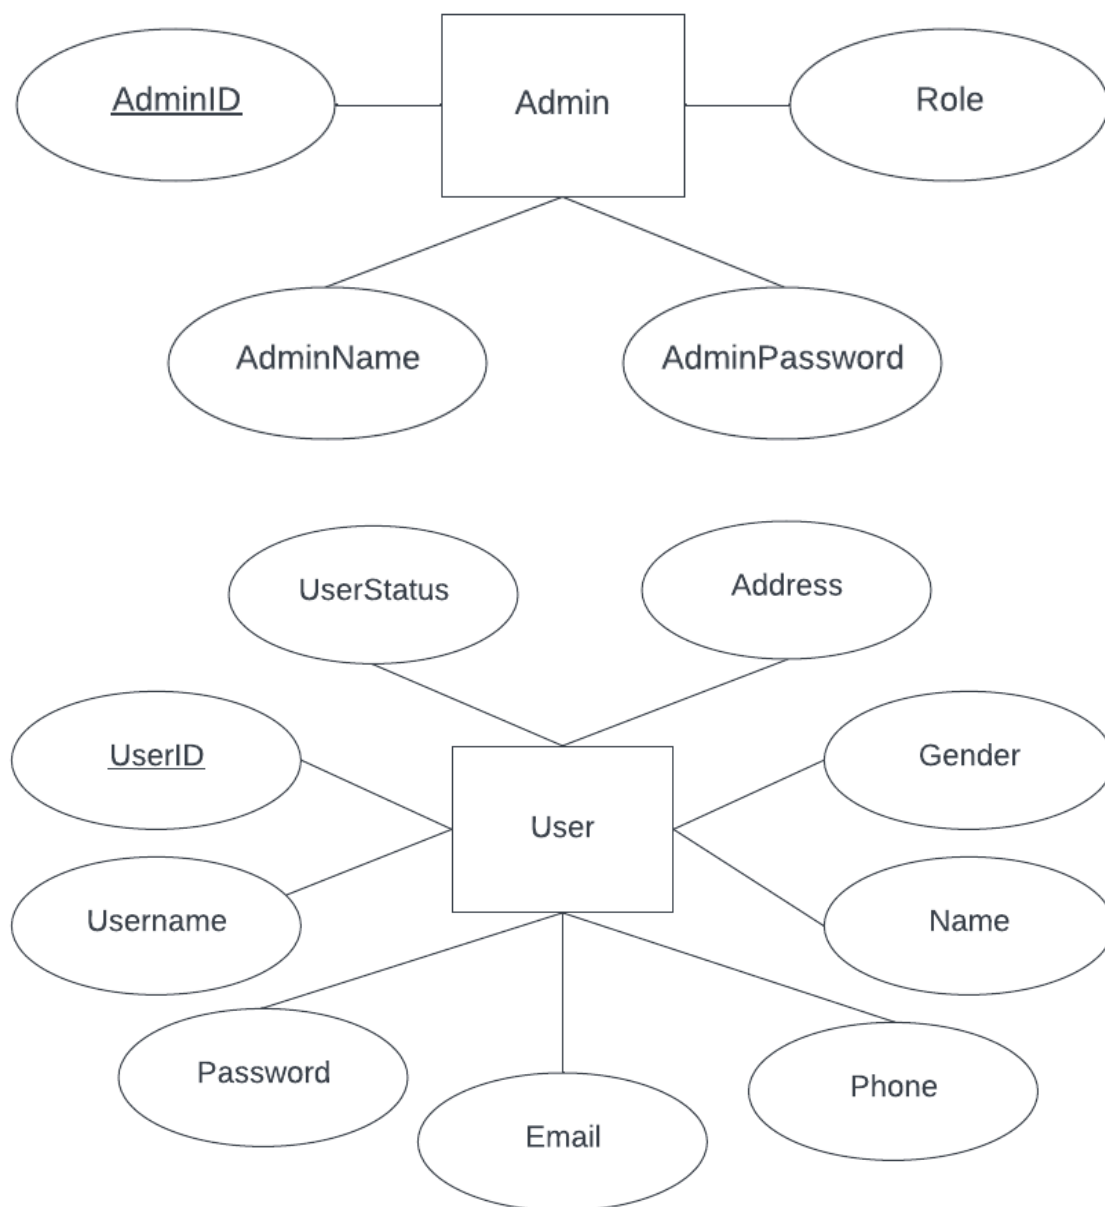 AdminID
Admin
Role
AdminName
AdminPassword
UserStatus
Address
UserID
Gender
User
Username
Name
Password
Email
Phone